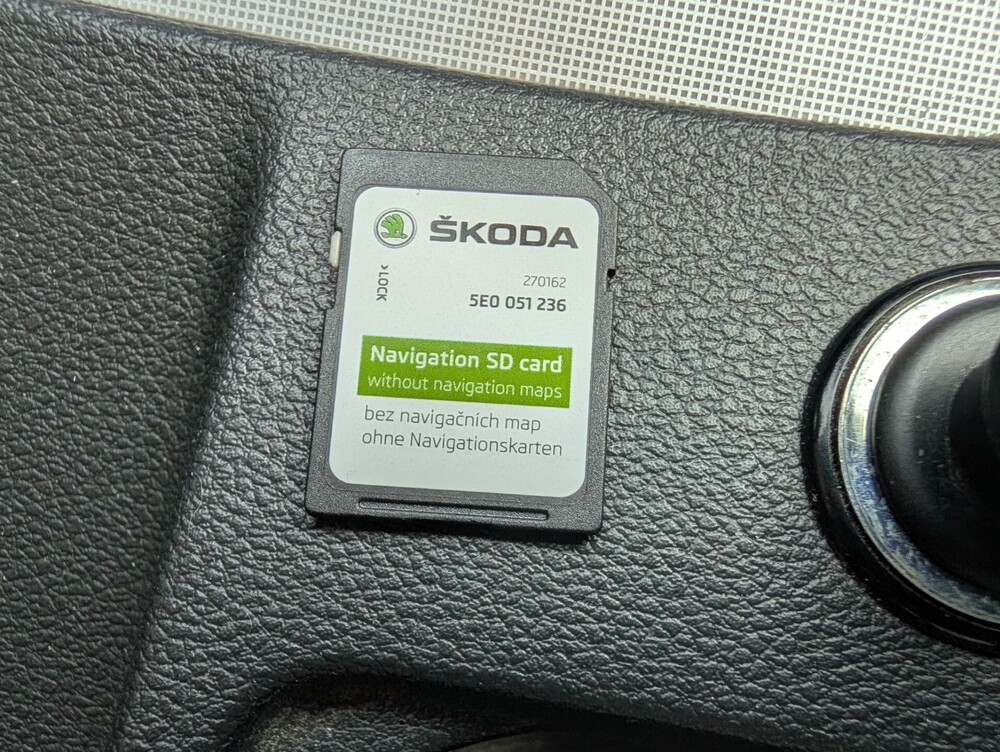 ŠKODA
>LOCK
270162
5E0 051 236
Navigation SD card
without navigation maps
bez navigačních map
ohne Navigationskarten